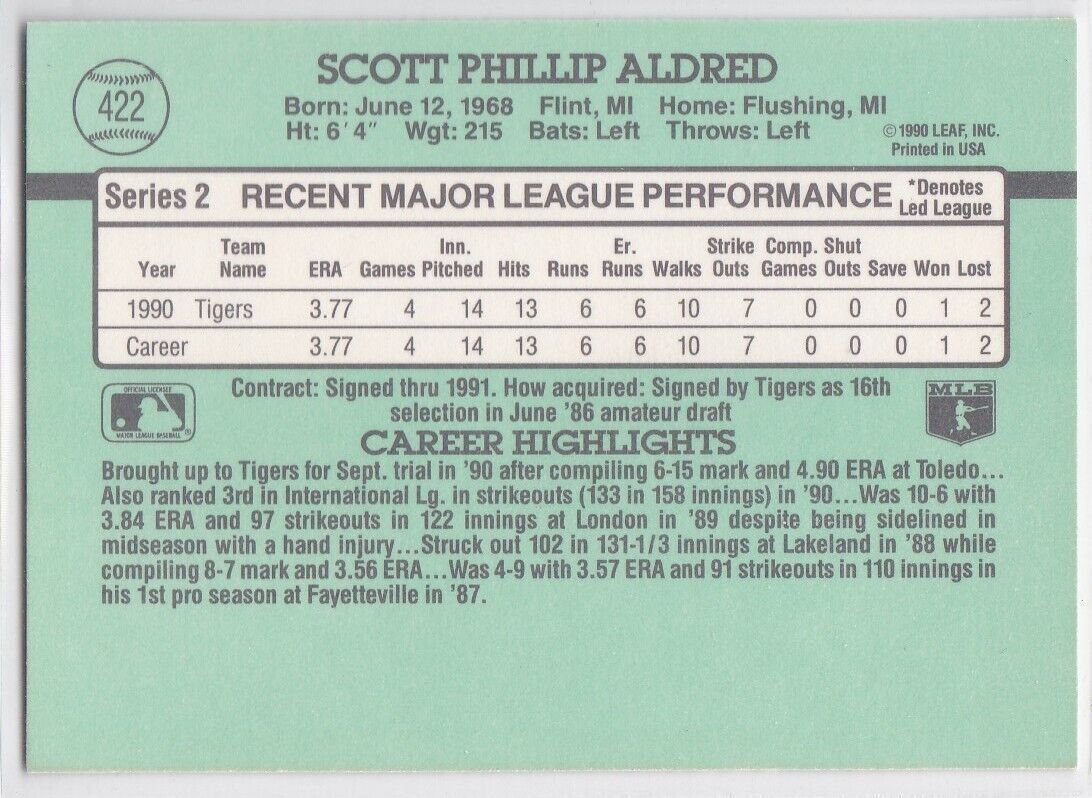 422
SCOTT PHILLIP ALDRED
Born: June 12, 1968 Flint, MI Home: Flushing, MI
Ht: 6'4" Wgt: 215 Bats: Left Throws: Left
©1990 LEAF, INC.
Printed in USA
Series 2 RECENT MAJOR LEAGUE PERFORMANCE
*Denotes
Led League
Team Inn. Er. Strike Comp. Shut
Year Name ERA Games Pitched Hits Runs Runs Walks Outs Games Outs Save Won Lost
1990 Tigers 3.77 4 14 13 6 6 10 7 0 0 0 1 2
Career 3.77 4 14 13 6 6 10 7 0 0 0 1 2
OFFICIAL LICENSEE
MAJOR LEAGUE BASEBALL
®
Contract: Signed thru 1991. How acquired: Signed by Tigers as 16th
selection in June '86 amateur draft
MLB
CAREER HIGHLIGHTS
Brought up to Tigers for Sept. trial in '90 after compiling 6-15 mark and 4.90 ERA at Toledo...
Also ranked 3rd in International Lg. in strikeouts (133 in 158 innings) in '90...Was 10-6 with
3.84 ERA and 97 strikeouts in 122 innings at London in '89 despite being sidelined in
midseason with a hand injury...Struck out 102 in 131-1/3 innings at Lakeland in '88 while
compiling 8-7 mark and 3.56 ERA...Was 4-9 with 3.57 ERA and 91 strikeouts in 110 innings in
his 1st pro season at Fayetteville in '87.